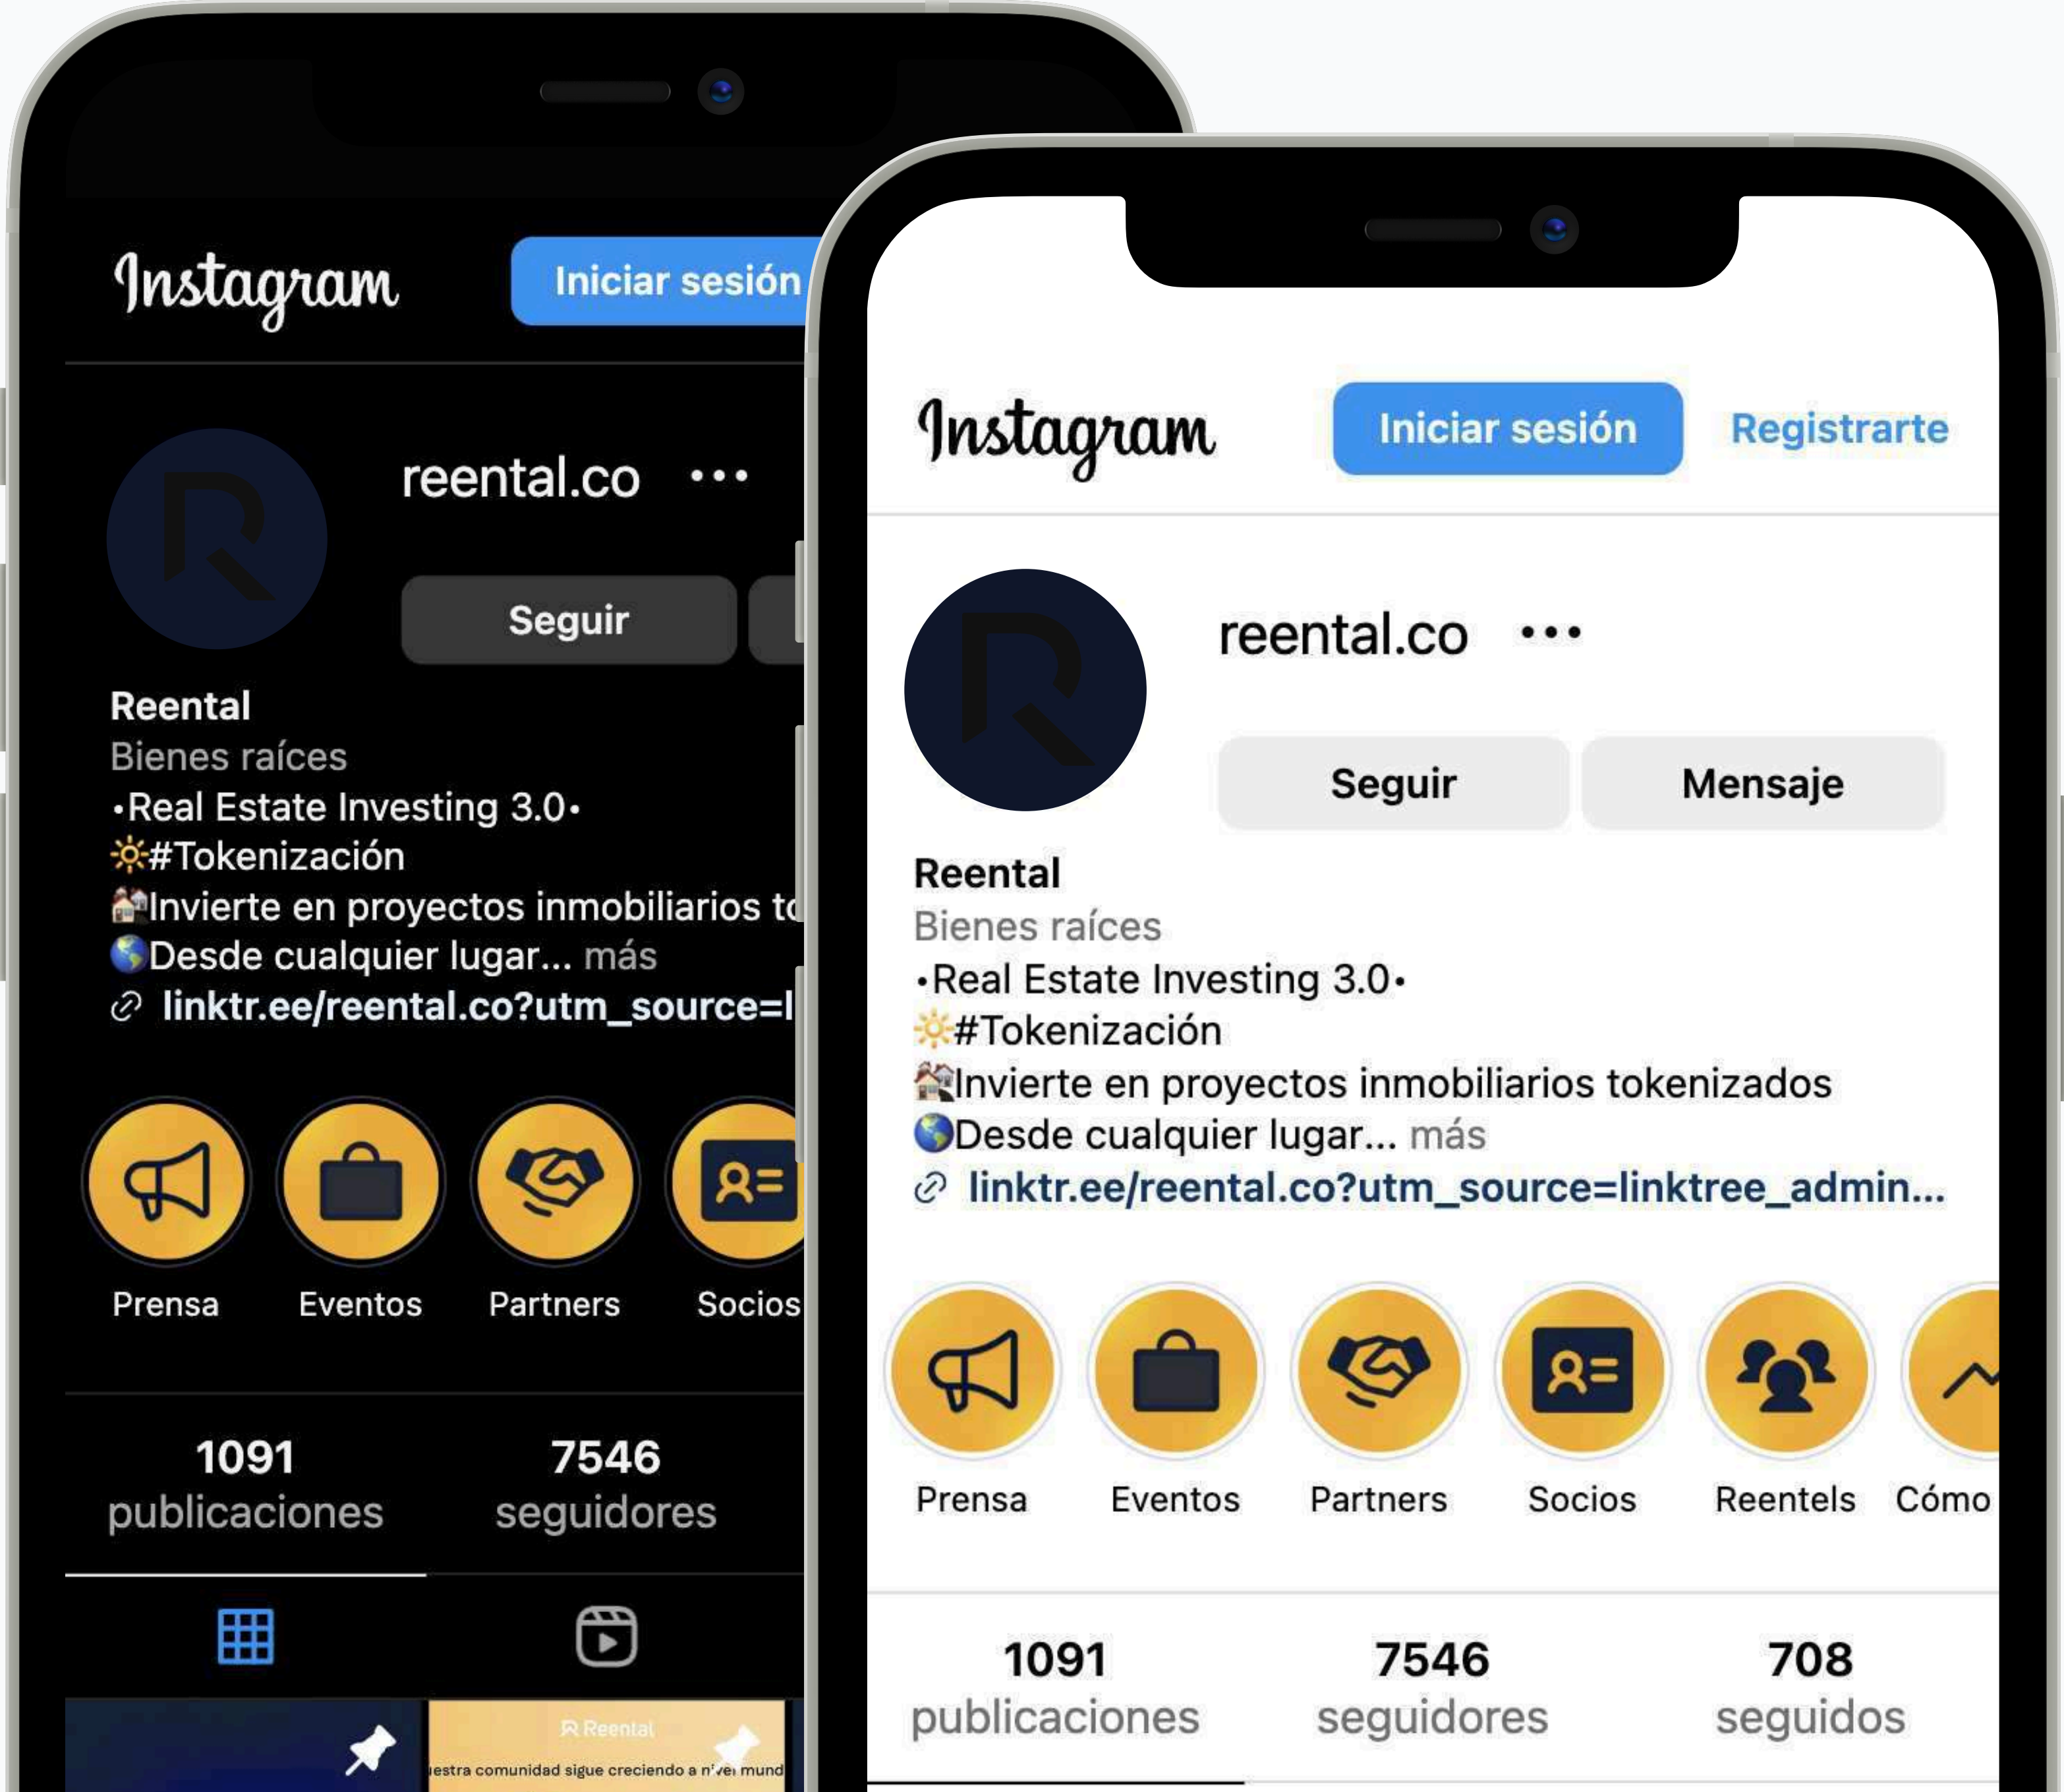 Instagram
Iniciar sesión
reental.co
Seguir
Reental
Bienes raíces
•Real Estate Investing 3.0•
🔆#Tokenización
🏘Invierte en proyectos inmobiliarios
🌎Desde cualquier lugar... más
linktr.ee/reental.co?utm_source=l
Prensa
Eventos
Partners
Socios
1091
publicaciones
7546
seguidores
Reental
comunidad sigue creciendo a nivel
Instagram
Iniciar sesión
Registrarte
reental.co
Seguir
Mensaje
Reental
Bienes raíces
•Real Estate Investing 3.0•
🔆#Tokenización
🏘Invierte en proyectos inmobiliarios tokenizados
🌎Desde cualquier lugar... más
linktr.ee/reental.co?utm_source=linktree_admin...
Prensa
Eventos
Partners
Socios
Reentels
Cómo
1091
publicaciones
7546
seguidores
708
seguidos